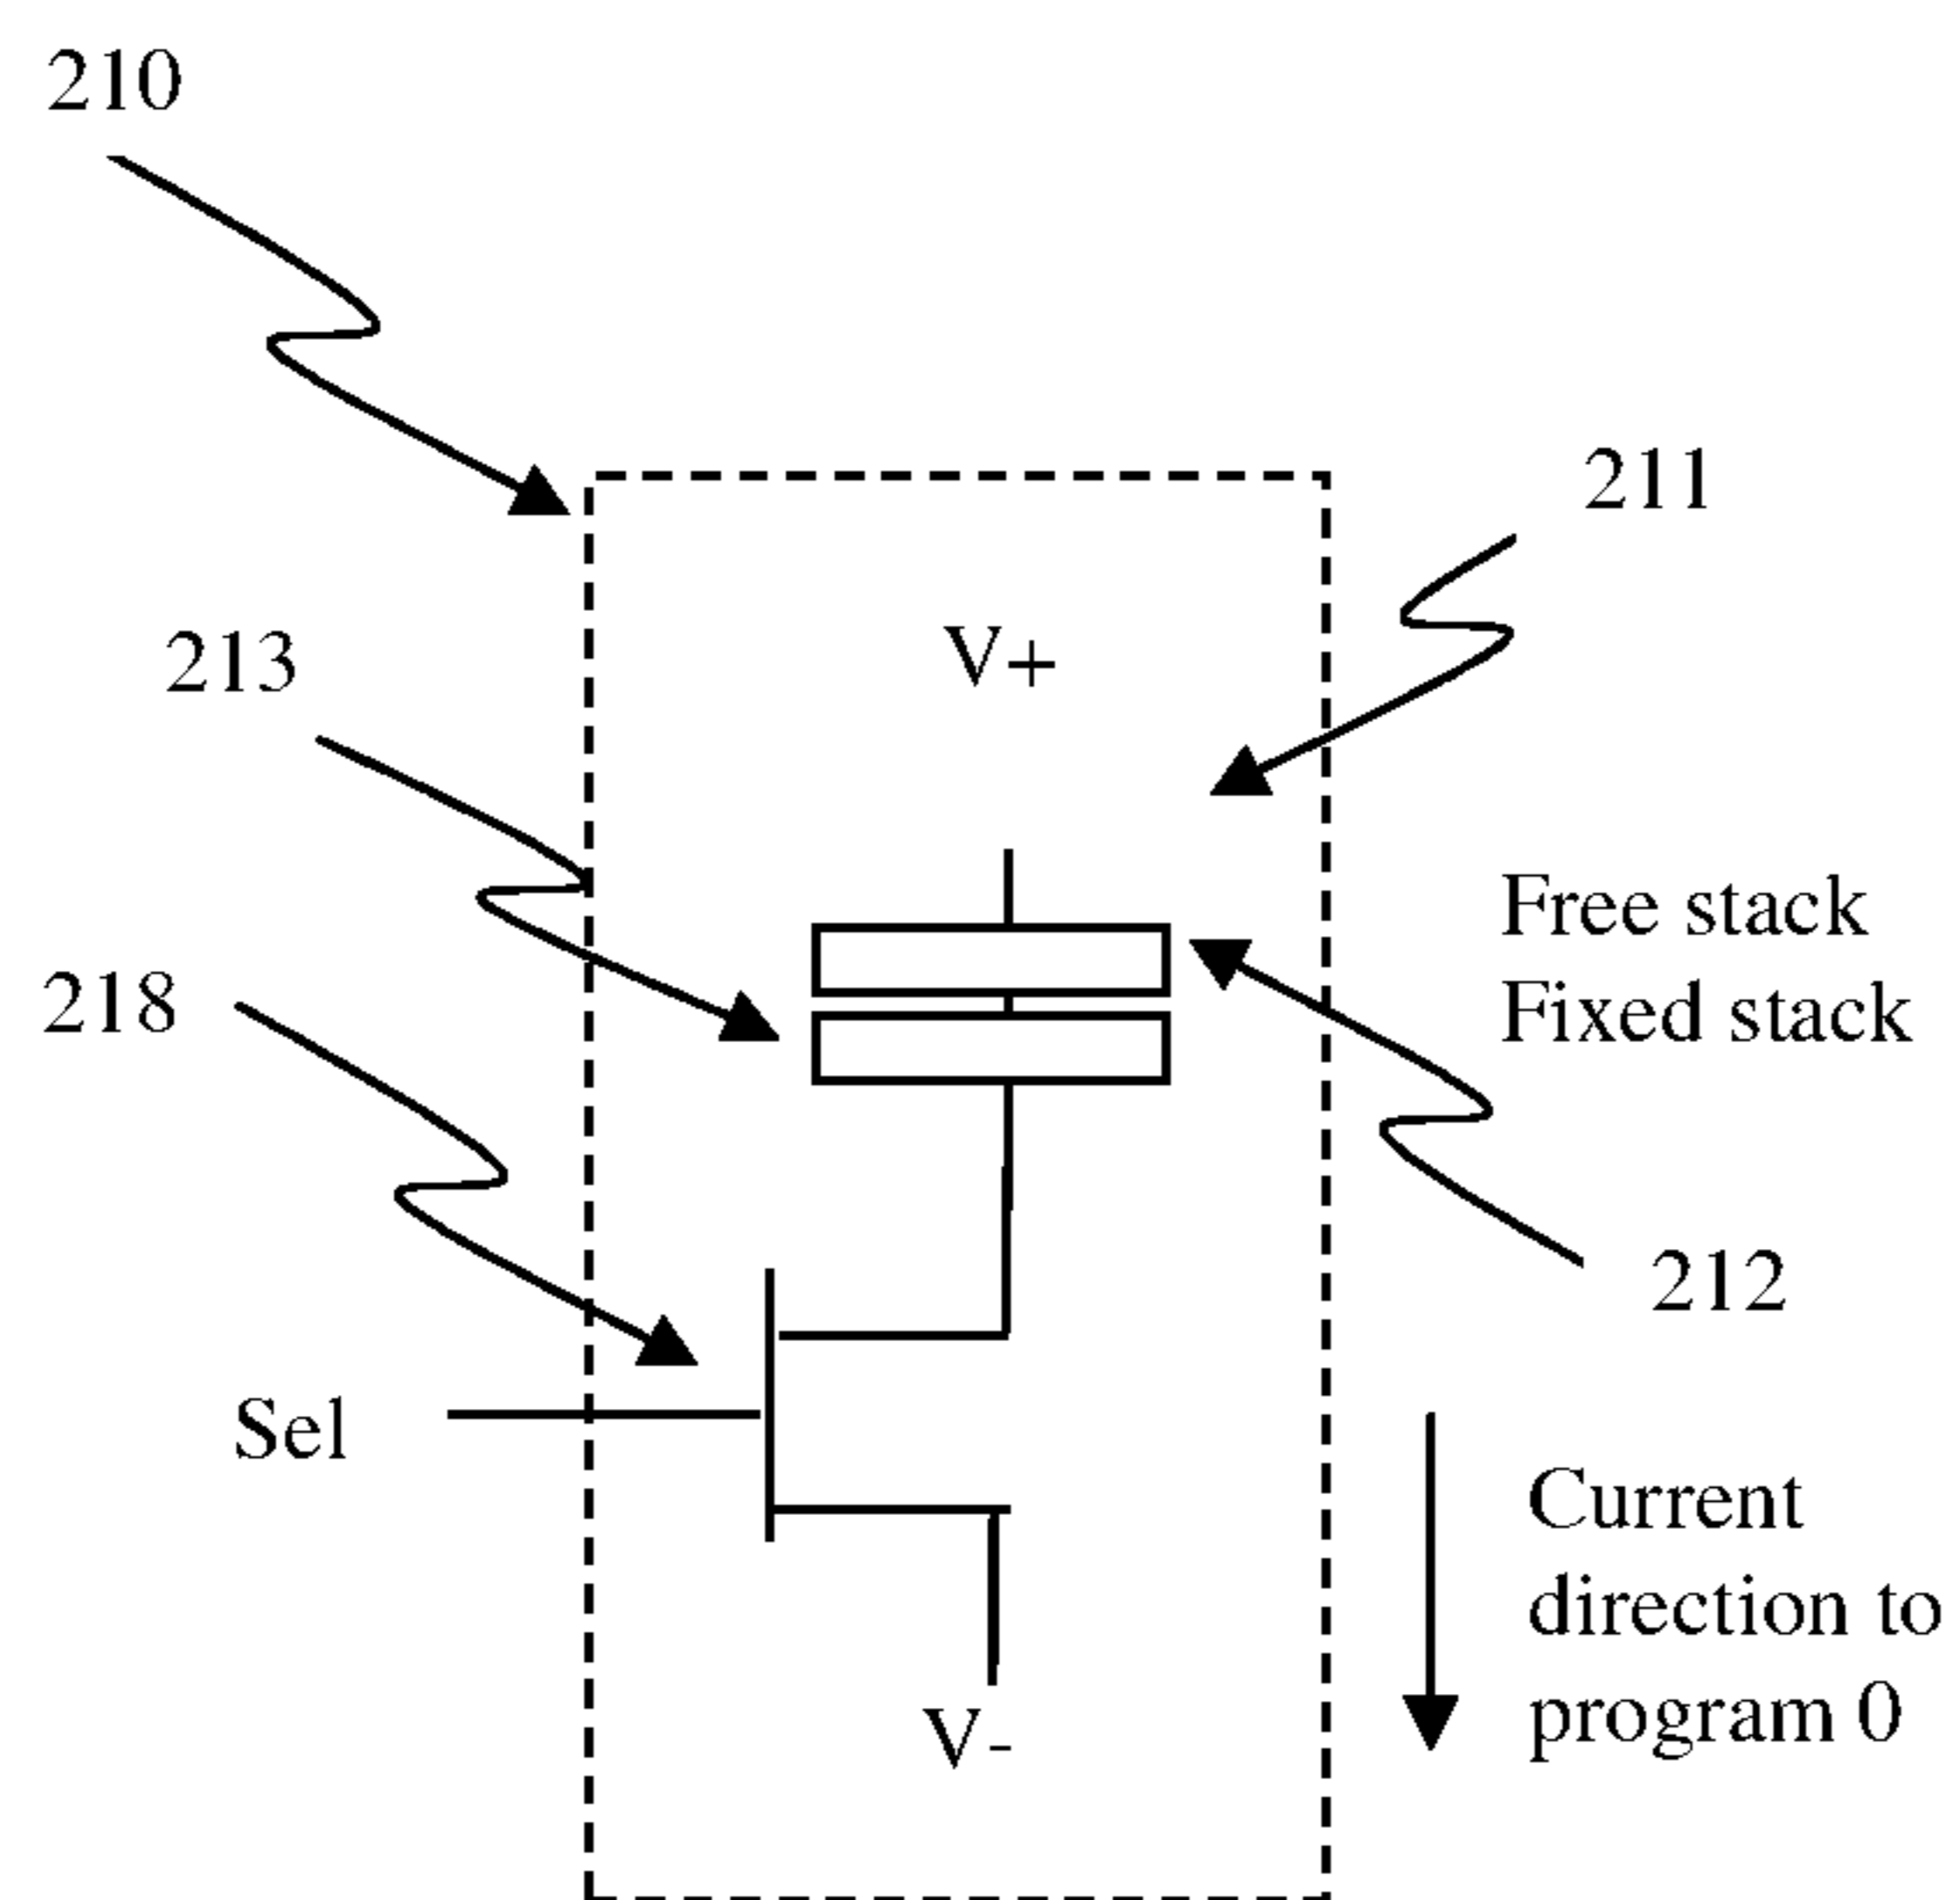 210
211
V+
213
Free stack
218
Fixed stack
212
Sel
Current
direction to
program 0
V-